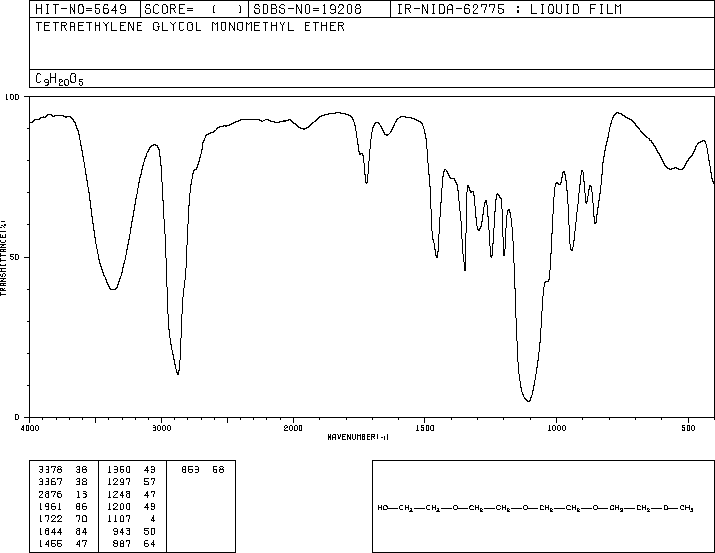 HIT-NO=5649 SCORE= ( ) SDBS-NO=19208 IR-NIDA-62775 : LIQUID FILM
TETRAETHYLENE GLYCOL MONOMETHYL ETHER
C9H20O5
100
50
0
TRANSMITTANCE(%)
4000 3000 2000 1500 1000 500
WAVENUMBER(-1)
3378 36 1350 43 853 58
3367 38 1297 57
2876 13 1248 47
1961 86 1200 49
1722 70 1107 4
1644 84 943 50
1455 47 887 64
HO—CH2—CH2—O—CH2—CH2—O—CH2—CH2—O—CH2—CH2—O—CH3